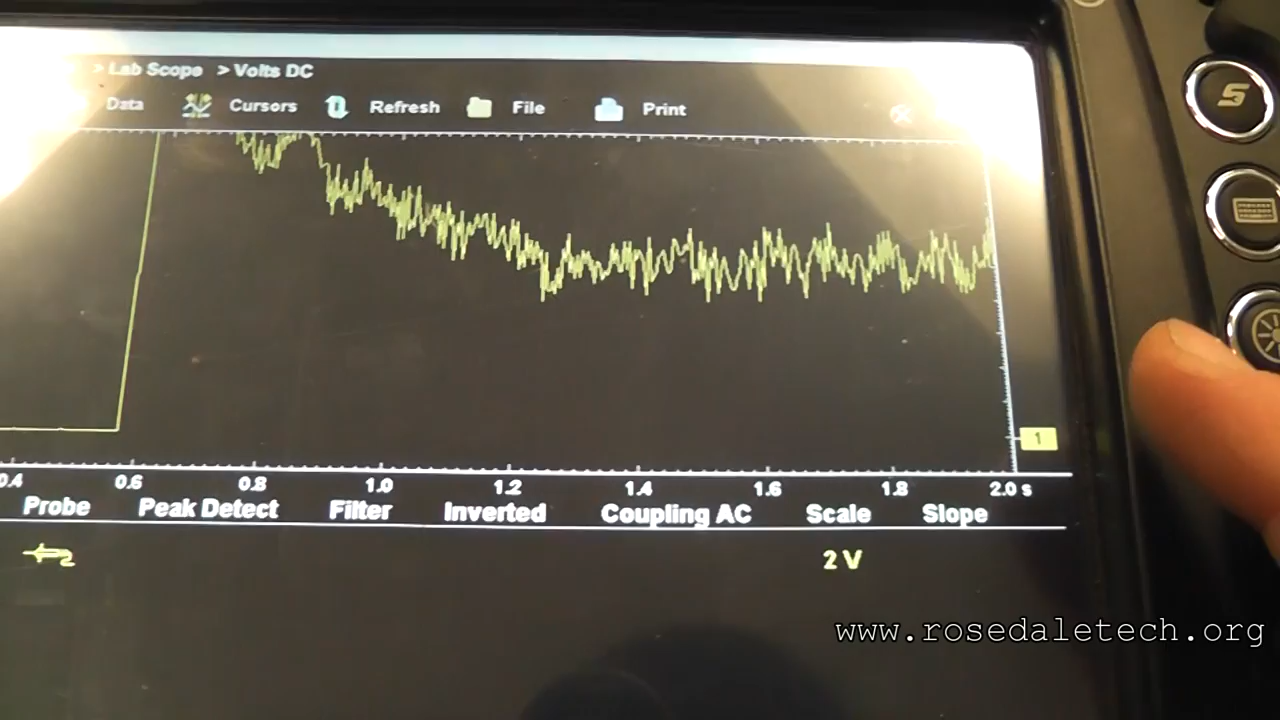 > Lab Scope > Volts DC
Data Cursors Refresh File Print
S
1
0.4 0.6 0.8 1.0 1.2 1.4 1.6 1.8 2.0 s
Probe Peak Detect Filter Inverted Coupling AC Scale Slope
2 V
www.rosedaletech.org